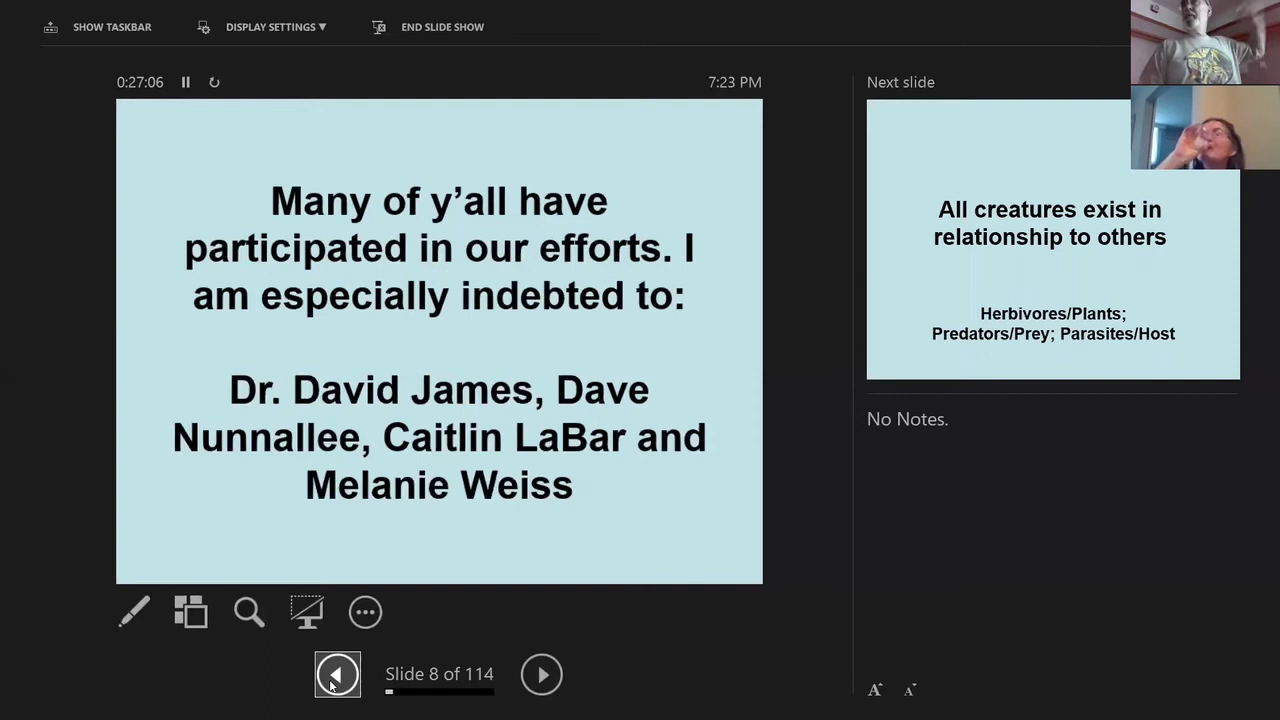 SHOW TASKBAR
DISPLAY SETTINGS ▼
END SLIDE SHOW
0:27:06
7:23 PM
Many of y’all have
participated in our efforts. I
am especially indebted to:
Dr. David James, Dave
Nunnallee, Caitlin LaBar and
Melanie Weiss
Slide 8 of 114
Next slide
All creatures exist in
relationship to others
Herbivores/Plants;
Predators/Prey; Parasites/Host
No Notes.
A A